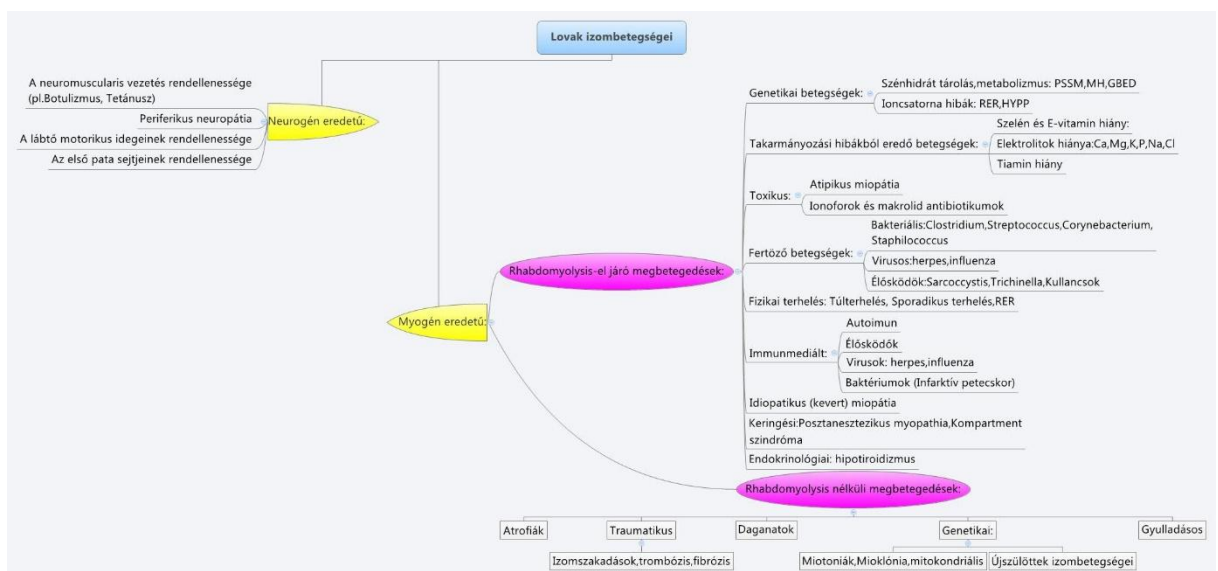 Lovak izombetegségei
A neuromuscularis vezetés rendellenessége
(pl.Botulizmus, Tetánusz)
Periferikus neuropátia
A lábtő motorikus idegeinek rendellenessége
Az első pata sejtjeinek rendellenessége
Neurogén eredetű:
Myogén eredetű:
Rhabdomyolysis-el járó megbetegedések:
Genetikai betegségek:
Szénhidrát tárolás,metabolizmus: PSSM,MH,GBED
Ioncsatorna hibák: RER,HYPP
Takarmányozási hibákból eredő betegségek:
Szelén és E-vitamin hiány:
Elektrolitok hiánya:Ca,Mg,K,P,Na,Cl
Tiamin hiány
Toxikus:
Atipikus miopátia
Ionoforok és makrolid antibiotikumok
Fertöző betegségek:
Bakteriális:Clostridium,Streptococcus,Corynebacterium,
Staphilococcus
Virusos:herpes,influenza
Élősködök:Sarcoccystis,Trichinella,Kullancsok
Fizikai terhelés: Túlterhelés, Sporadikus terhelés,RER
Immunmediált:
Autoimun
Élősködők
Virusok: herpes,influenza
Baktériumok (Infarktív petecskor)
Idiopatikus (kevert) miopátia
Keringési:Posztanesztezikus myopathia,Kompartment
szindróma
Endokrinológiai: hipotiroidizmus
Rhabdomyolysis nélküli megbetegedések:
Atrofiák
Traumatikus
Daganatok
Genetikai:
Gyulladásos
Izomszakadások,trombózis,fibrózis
Miotoniák,Mioklónia,mitokondriális
Újszülöttek izombetegségei